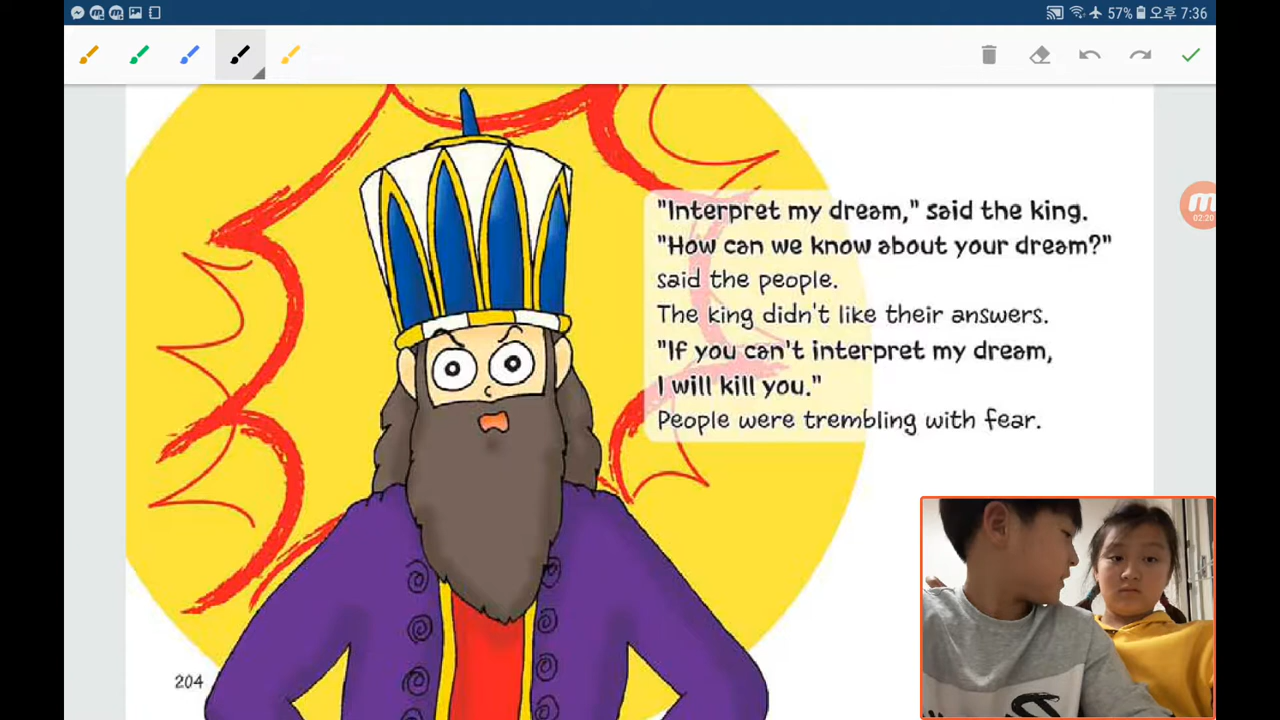 57% 오후 7:36
"Interpret my dream," said the king.
"How can we know about your dream?"
said the people.
The king didn't like their answers.
"If you can't interpret my dream,
I will kill you."
People were trembling with fear.
02:20
204